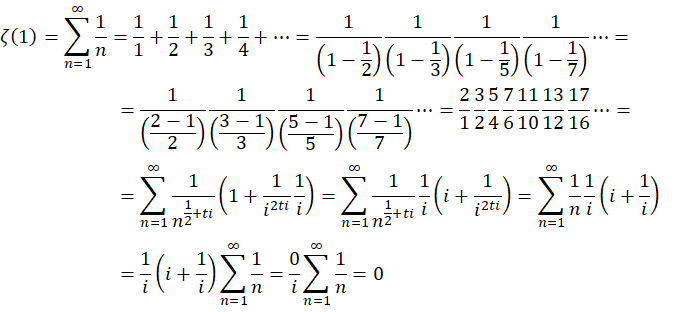 ζ(1) = ∑_{n=1}^{∞} 1/n = 1/1 + 1/2 + 1/3 + 1/4 + ⋯ = 1/(1 − 1/2) 1/(1 − 1/3) 1/(1 − 1/5) 1/(1 − 1/7) ⋯ =
= 1/((2 − 1)/2) 1/((3 − 1)/3) 1/((5 − 1)/5) 1/((7 − 1)/7) ⋯ = 2/1 3/2 5/4 7/6 11/10 13/12 17/16 ⋯ =
= ∑_{n=1}^{∞} 1/n^{1/2 + ti} (1 + 1/i^{2ti} 1/i) = ∑_{n=1}^{∞} 1/n^{1/2 + ti} 1/i (i + 1/i^{2ti}) = ∑_{n=1}^{∞} 1/n 1/i (i + 1/i)
= 1/i (i + 1/i) ∑_{n=1}^{∞} 1/n = 0/i ∑_{n=1}^{∞} 1/n = 0